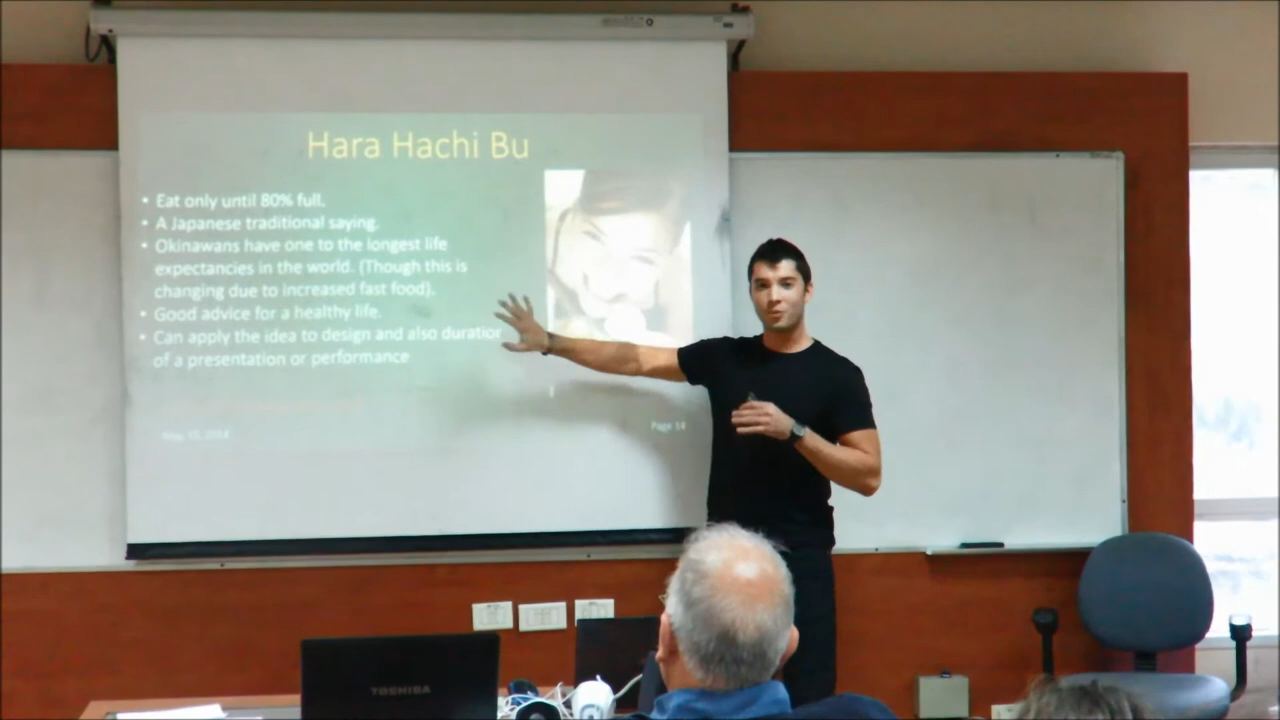 Hara Hachi Bu
• Eat only until 80% full.
• A Japanese traditional saying.
• Okinawans have one to the longest life
expectancies in the world. (Though this is
changing due to increased fast food).
• Good advice for a healthy life.
• Can apply the idea to design and also duration
of a presentation or performance
Page 14
TOSHIBA